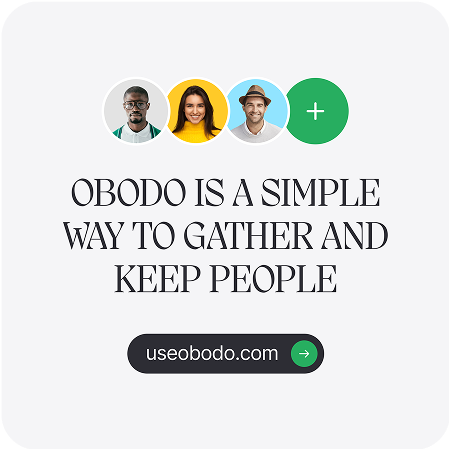 OBODO IS A SIMPLE
WAY TO GATHER AND
KEEP PEOPLE
useobodo.com